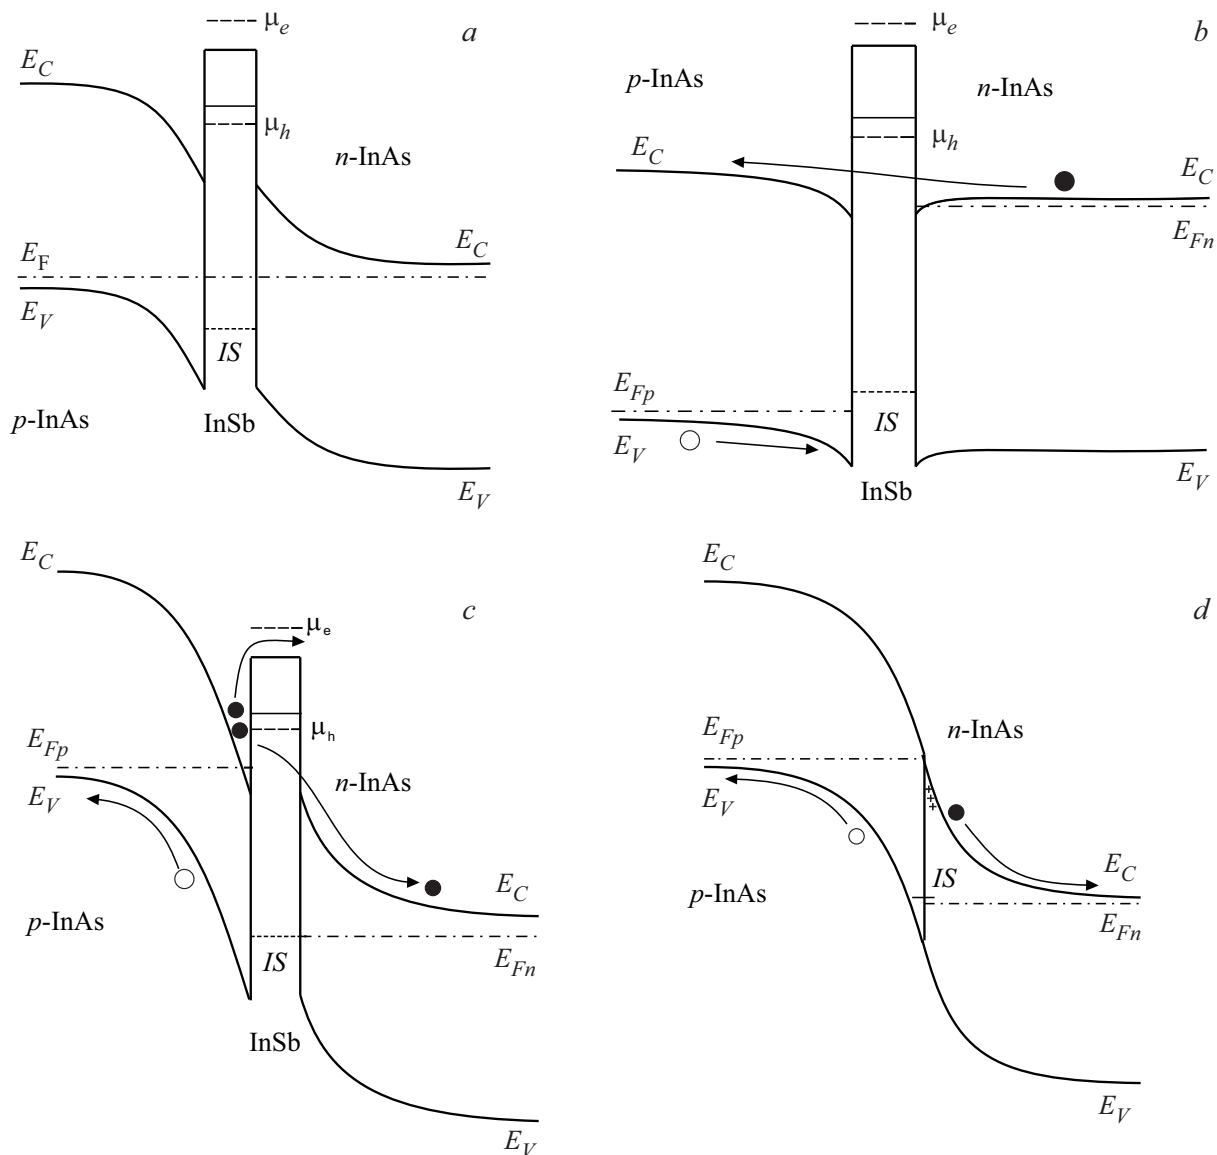 μe
a
EC
μh
n-InAs
EC
EF
EV
IS
p-InAs
InSb
EV
μe
b
p-InAs
n-InAs
μh
EC
EC
EFn
EFp
IS
EV
EV
InSb
EC
c
μe
μh
EFp
n-InAs
EV
EC
p-InAs
IS
EFn
InSb
EV
EC
d
n-InAs
EFp
EV
+
+
+
EC
p-InAs
IS
EFn
EV